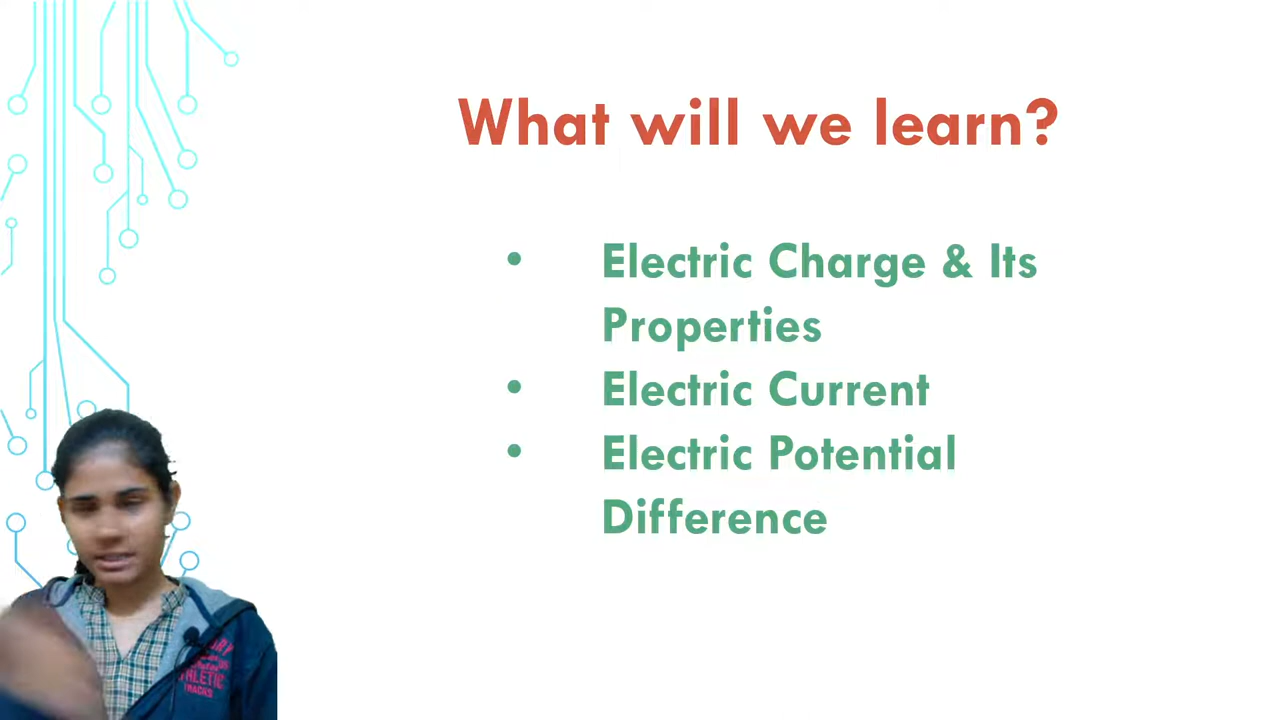 What will we learn?
• Electric Charge & Its
Properties
• Electric Current
• Electric Potential
Difference